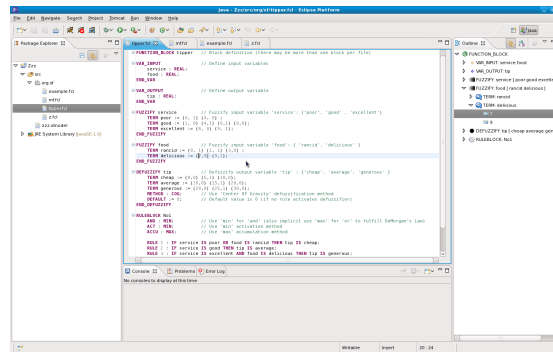 Java - Zzz/src/org/cf/tipper.fcl - Eclipse Platform
File Edit Navigate Search Project Tomcat Run Window Help
Java
Package Explorer
Zzz
src
example.fcl
mtl.fcl
tipper.fcl
z.fcl
JRE System Library [JavaSE-1.6]
tipper.fcl mtl.fcl example.fcl z.fcl
FUNCTION_BLOCK tipper // Block definition (there may be more than one block per file)
VAR_INPUT // Define input variables
service : REAL;
food : REAL;
END_VAR
VAR_OUTPUT // Define output variable
tip : REAL;
END_VAR
FUZZIFY service // Fuzzify input variable 'service': {'poor', 'good' , 'excellent'}
TERM poor := (0, 1) (4, 0) ;
TERM good := (1, 0) (4,1) (6,1) (9,0);
TERM excellent := (6, 0) (9, 1);
END_FUZZIFY
FUZZIFY food // Fuzzify input variable 'food': { 'rancid', 'delicious' }
TERM rancid := (0, 1) (1, 1) (3,0) ;
TERM delicious := (7,0) (9,1);
END_FUZZIFY
DEFUZZIFY tip // Defzzzify output variable 'tip' : {'cheap', 'average', 'generous' }
TERM cheap := (0,0) (5,1) (10,0);
TERM average := (10,0) (15,1) (20,0);
TERM generous := (20,0) (25,1) (30,0);
METHOD : COG; // Use 'Center Of Gravity' defuzzification method
DEFAULT := 0; // Default value is 0 (if no rule activates defuzzifier)
END_DEFUZZIFY
RULEBLOCK No1
AND : MIN; // Use 'min' for 'and' (also implicit use 'max' for 'or' to fulfill DeMorgan's Law)
ACT : MIN; // Use 'min' activation method
ACCU : MAX; // Use 'max' accumulation method
RULE 1 : IF service IS poor OR food IS rancid THEN tip IS cheap;
RULE 2 : IF service IS good THEN tip IS average;
RULE 3 : IF service IS excellent AND food IS delicious THEN tip IS generous;
Console Problems Error Log
No consoles to display at this time.
Outline
FUNCTION_BLOCK
VAR_INPUT: service food
VAR_OUTPUT: tip
FUZZIFY: service [ poor good excelle
FUZZIFY: food [ rancid delicious ]
TERM: rancid
TERM: delicious
DEFUZZIFY: tip [ cheap average gen
RULEBLOCK: No1
Writable Insert 20 : 24